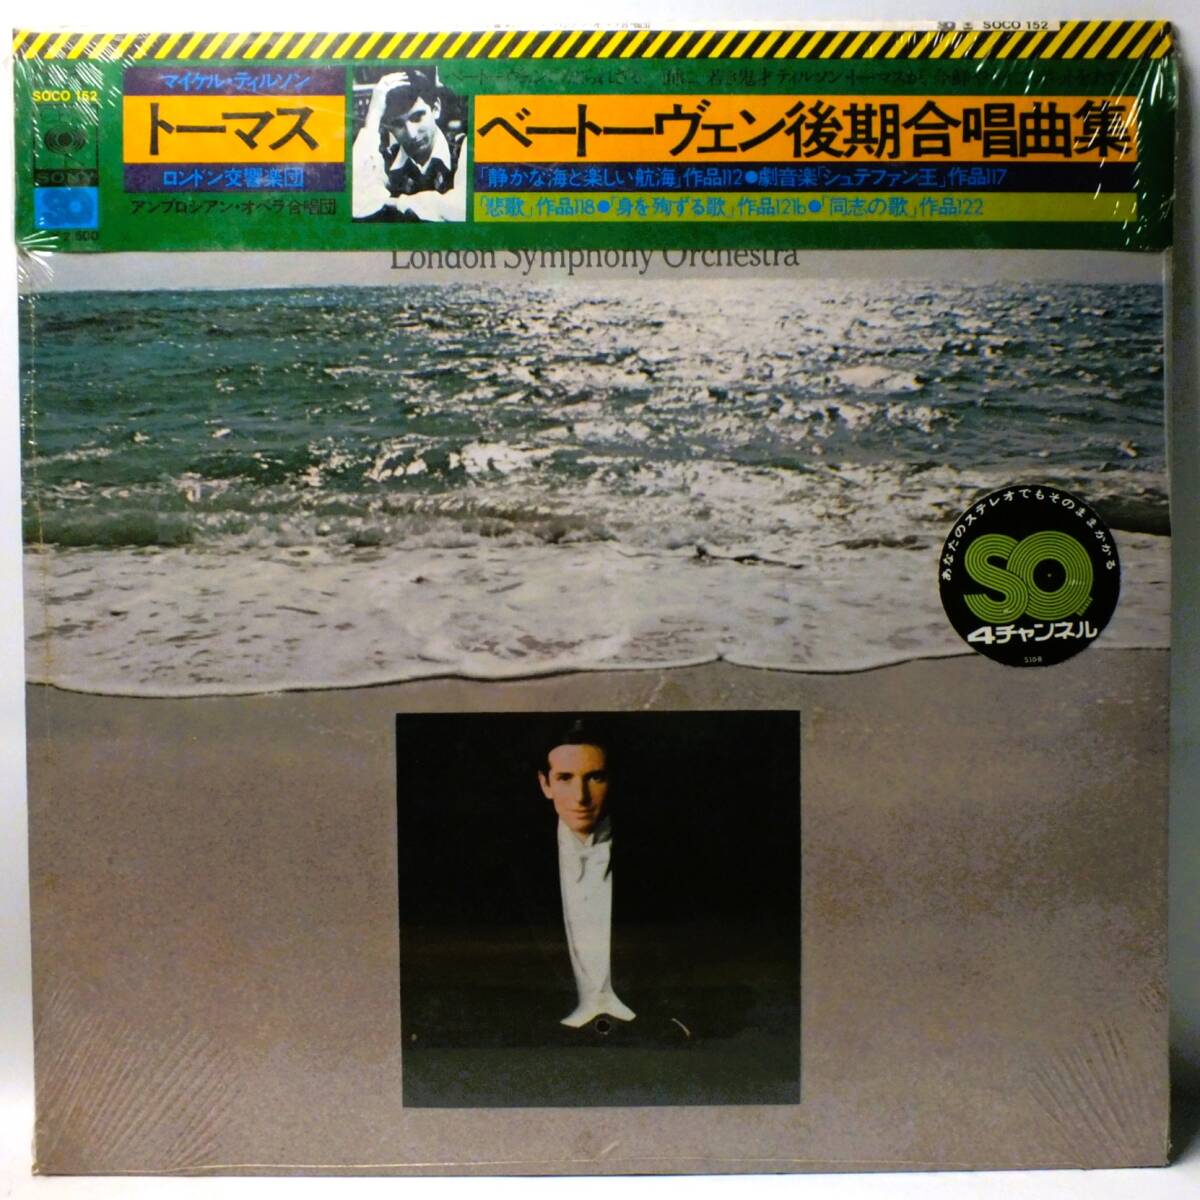 SOCO 152
SOCO 152
SONY
SQ
2,500
マイケル・ティルソン
トーマス
ロンドン交響楽団
アンブロシアン・オペラ合唱団
ベートーヴェン後期合唱曲集
「静かな海と楽しい航海」作品112●劇音楽「シュテファン王」作品117
「悲歌」作品118●「身を殉ずる歌」作品121b●「同志の歌」作品122
London Symphony Orchestra
あなたのステレオでもそのままかかる
SQ
4チャンネル
S10-B